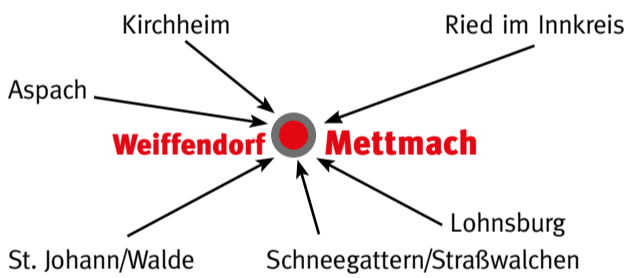 Kirchheim
Ried im Innkreis
Aspach
Weiffendorf
Mettmach
Lohnsburg
St. Johann/Walde
Schneegattern/Straßwalchen